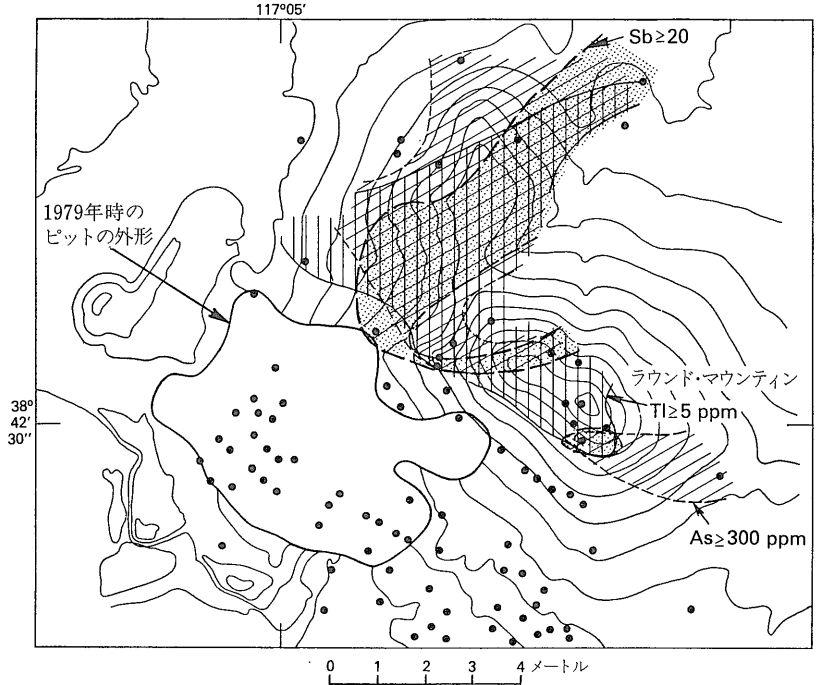 117°05′
Sb≥20
1979年時の
ピットの外形
ラウンド・マウンティン
Tl≥5 ppm
38°
42′
30″
As≥300 ppm
0 1 2 3 4 メートル